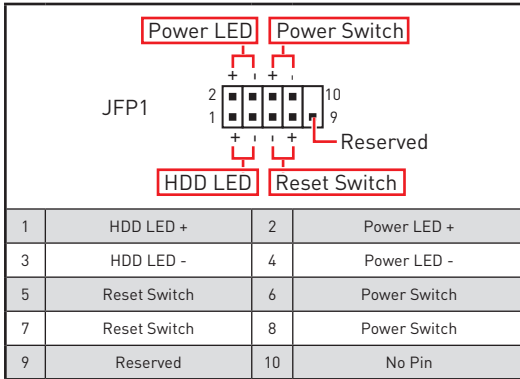 Power LED Power Switch
+ - + -
JFP1
2 10
1 9
+ - - +
Reserved
HDD LED Reset Switch
1 HDD LED + 2 Power LED +
3 HDD LED - 4 Power LED -
5 Reset Switch 6 Power Switch
7 Reset Switch 8 Power Switch
9 Reserved 10 No Pin